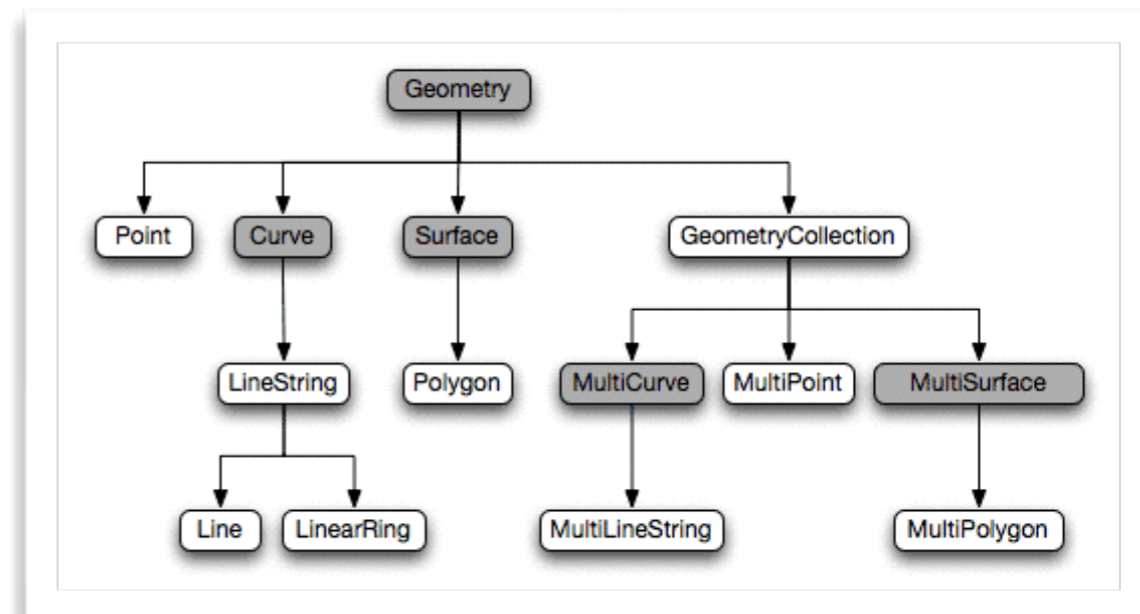 Geometry
Point
Curve
Surface
GeometryCollection
LineString
Polygon
MultiCurve
MultiPoint
MultiSurface
Line
LinearRing
MultiLineString
MultiPolygon